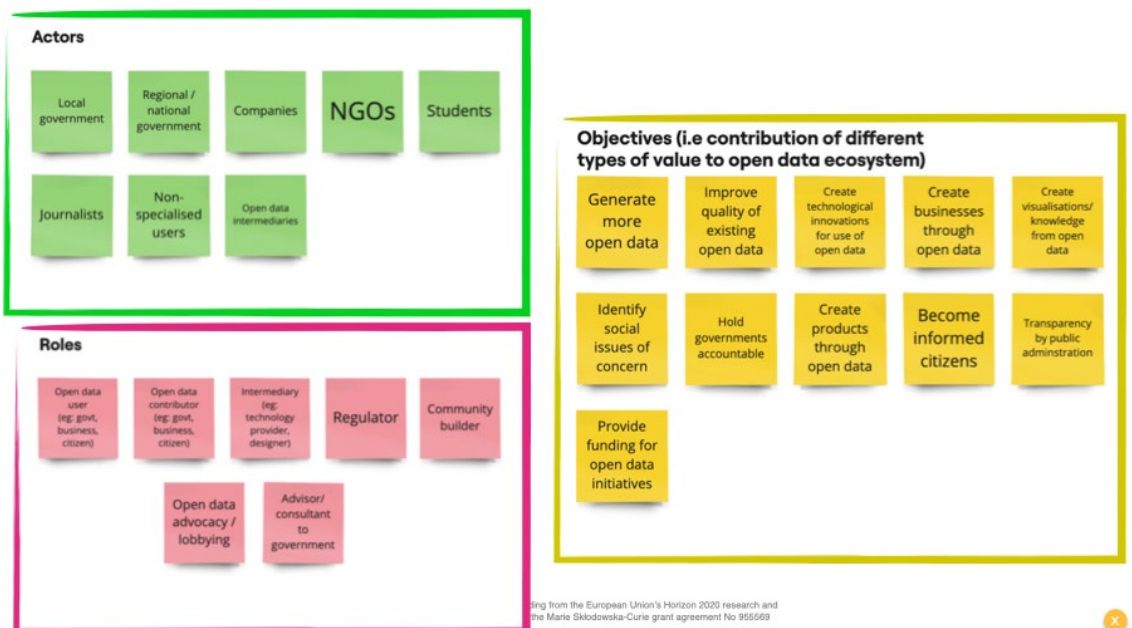 Actors
Local
government
Regional /
national
government
Companies
NGOs
Students
Journalists
Non-
specialised
users
Open data
intermediaries
Roles
Open data
user
(eg: govt,
business,
citizen)
Open data
contributor
(eg: govt,
business,
citizen)
Intermediary
(eg:
technology
provider,
designer)
Regulator
Community
builder
Open data
advocacy /
lobbying
Advisor/
consultant
to
government
Objectives (i.e contribution of different
types of value to open data ecosystem)
Generate
more
open data
Improve
quality of
existing
open data
Create
technological
innovations
for use of
open data
Create
businesses
through
open data
Create
visualisations/
knowledge
from open
data
Identify
social
issues of
concern
Hold
governments
accountable
Create
products
through
open data
Become
informed
citizens
Transparency
by public
adminstration
Provide
funding for
open data
initiatives
ding from the European Union's Horizon 2020 research and
the Marie Skłodowska-Curie grant agreement No 955569
X